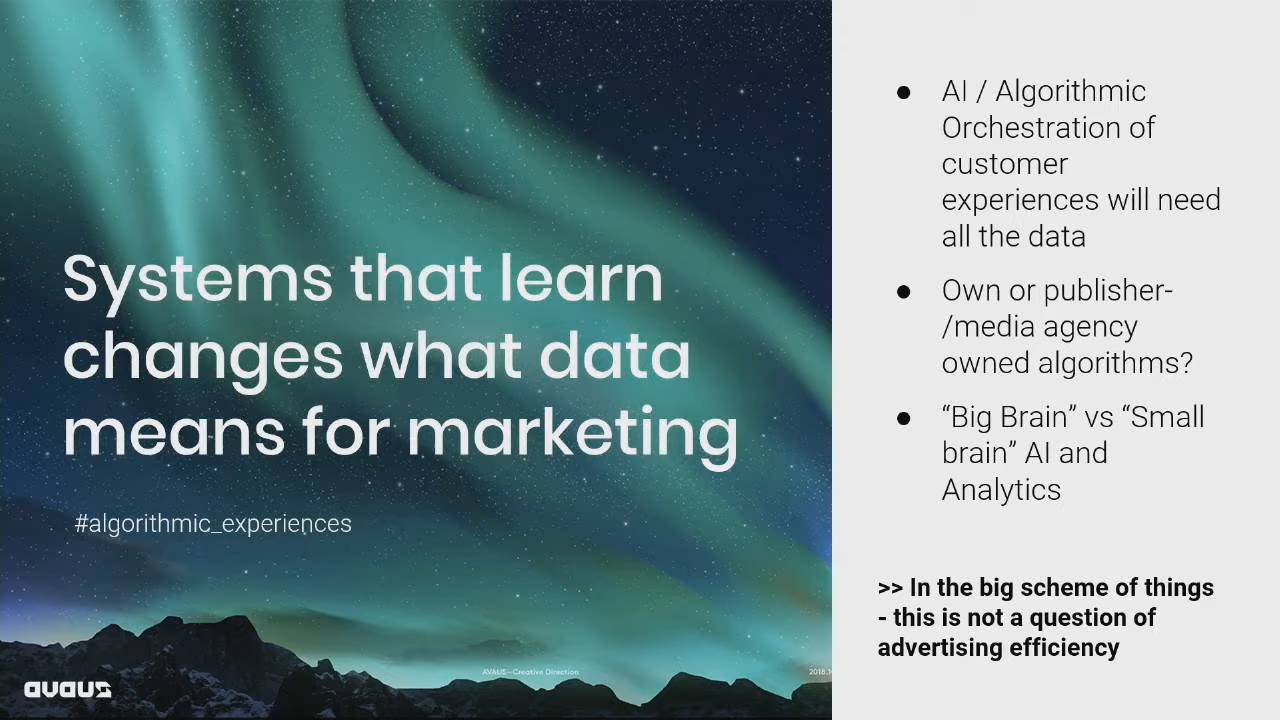 Systems that learn
changes what data
means for marketing
#algorithmic_experiences
AVAUS—Creative Direction
avaus
● AI / Algorithmic
Orchestration of
customer
experiences will need
all the data
● Own or publisher-
/media agency
owned algorithms?
● “Big Brain” vs “Small
brain” AI and
Analytics
>> In the big scheme of things
- this is not a question of
advertising efficiency